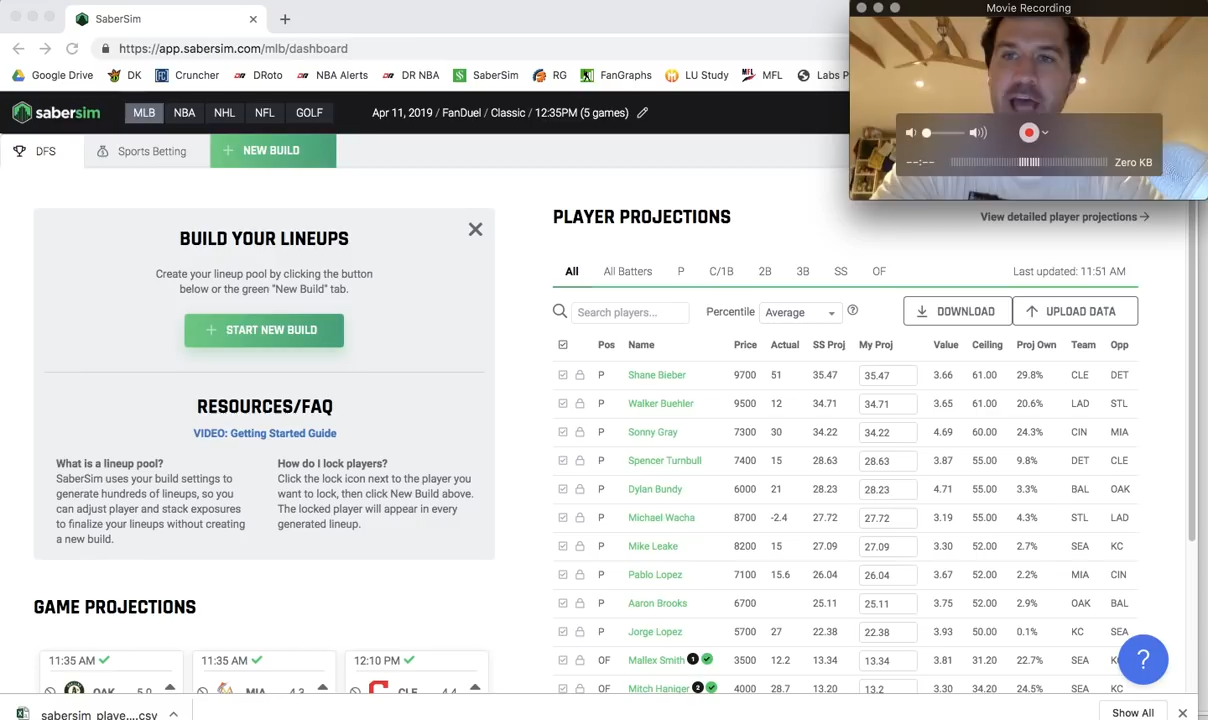 SaberSim
Movie Recording
https://app.sabersim.com/mlb/dashboard
Google Drive DK Cruncher DRoto NBA Alerts DR NBA SaberSim RG FanGraphs LU Study MFL Labs P
--:-- Zero KB
sabersim MLB NBA NHL NFL GOLF Apr 11, 2019 / FanDuel / Classic / 12:35PM (5 games)
DFS Sports Betting + NEW BUILD
BUILD YOUR LINEUPS
Create your lineup pool by clicking the button
below or the green "New Build" tab.
+ START NEW BUILD
RESOURCES/FAQ
VIDEO: Getting Started Guide
What is a lineup pool?
SaberSim uses your build settings to
generate hundreds of lineups, so you
can adjust player and stack exposures
to finalize your lineups without creating
a new build.
How do I lock players?
Click the lock icon next to the player you
want to lock, then click New Build above.
The locked player will appear in every
generated lineup.
GAME PROJECTIONS
11:35 AM 11:35 AM 12:10 PM
OAK 5.0 MIA 4.3 CLE 4.4
PLAYER PROJECTIONS
View detailed player projections
All All Batters P C/1B 2B 3B SS OF Last updated: 11:51 AM
Search players... Percentile Average ? DOWNLOAD UPLOAD DATA
Pos Name Price Actual SS Proj My Proj Value Ceiling Proj Own Team Opp
P Shane Bieber 9700 51 35.47 35.47 3.66 61.00 29.8% CLE DET
P Walker Buehler 9500 12 34.71 34.71 3.65 61.00 20.6% LAD STL
P Sonny Gray 7300 30 34.22 34.22 4.69 60.00 24.3% CIN MIA
P Spencer Turnbull 7400 15 28.63 28.63 3.87 55.00 9.8% DET CLE
P Dylan Bundy 6000 21 28.23 28.23 4.71 55.00 3.3% BAL OAK
P Michael Wacha 8700 -2.4 27.72 27.72 3.19 55.00 4.3% STL LAD
P Mike Leake 8200 15 27.09 27.09 3.30 52.00 2.7% SEA KC
P Pablo Lopez 7100 15.6 26.04 26.04 3.67 55.00 2.2% MIA CIN
P Aaron Brooks 6700 25.11 25.11 3.75 52.00 2.9% OAK BAL
P Jorge Lopez 5700 27 22.38 22.38 3.93 50.00 0.1% KC SEA
OF Mallex Smith 1 3500 12.2 13.34 13.34 3.81 31.20 22.7% SEA
OF Mitch Haniger 2 4000 28.7 13.20 13.2 3.30 34.20 24.5% SEA KC
?
sabersim_playe....csv
Show All